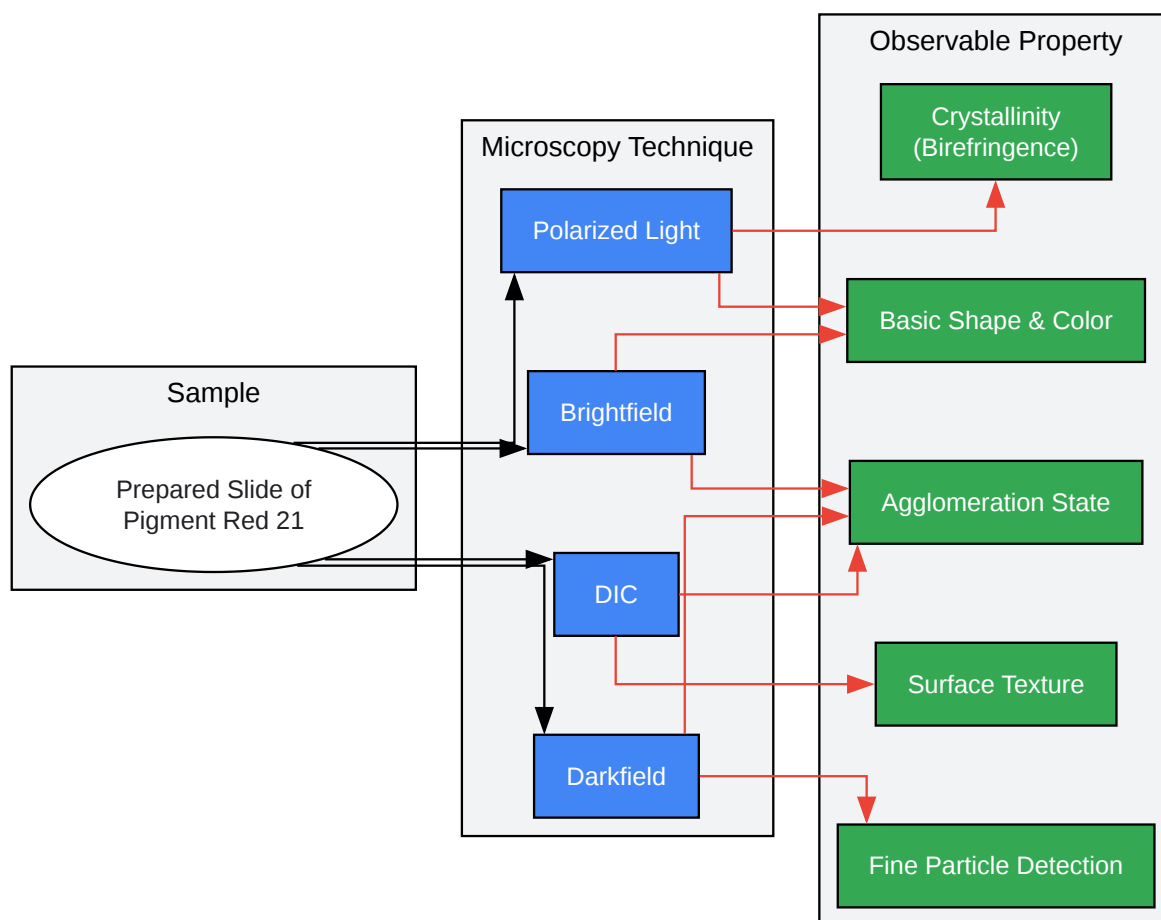 Sample
Prepared Slide of
Pigment Red 21
Microscopy Technique
Polarized Light
Brightfield
DIC
Darkfield
Observable Property
Crystallinity
(Birefringence)
Basic Shape & Color
Agglomeration State
Surface Texture
Fine Particle Detection